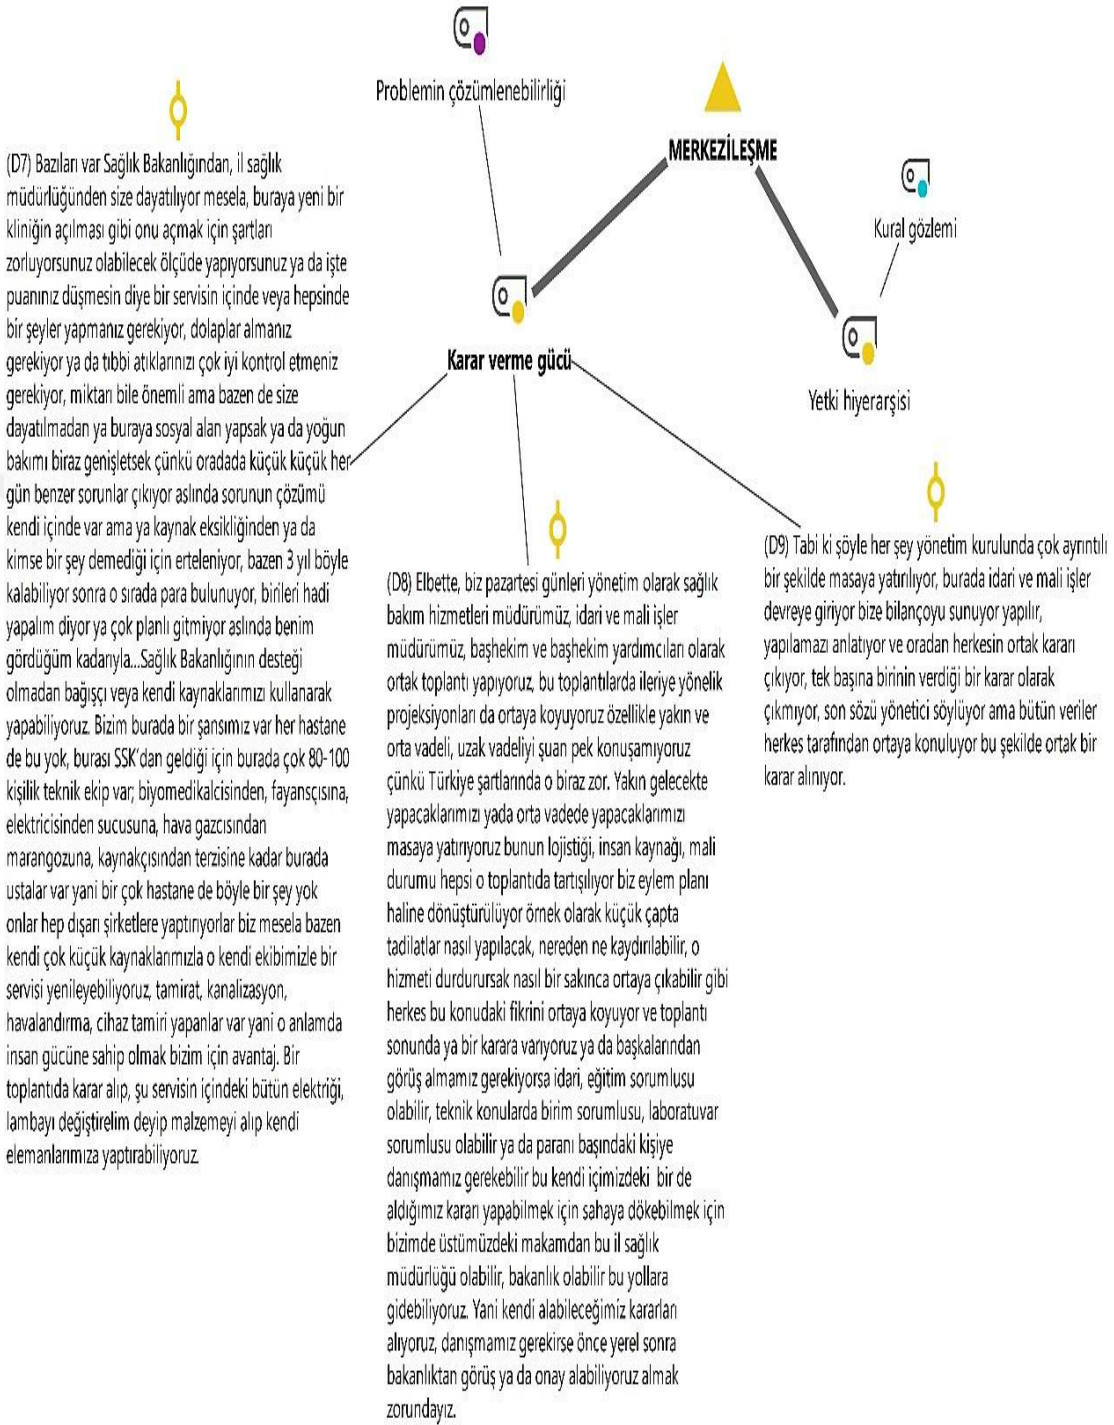 Problemin çözümlenebilirliği
MERKEZİLEŞME
Kural gözlemi
Karar verme gücü
Yetki hiyerarşisi
(D7) Bazıları var Sağlık Bakanlığından, il sağlık
müdürlüğünden size dayatılıyor mesela, buraya yeni bir
kliniğin açılması gibi onu açmak için şartları
zorluyorsunuz olabilecek ölçüde yapıyorsunuz ya da işte
puanınız düşmesin diye bir servisin içinde veya hepsinde
bir şeyler yapmanız gerekiyor, dolaplar almanız
gerekiyor ya da tıbbi atıklarınızı çok iyi kontrol etmeniz
gerekiyor, miktarı bile önemli ama bazen de size
dayatılmadan ya buraya sosyal alan yapsak ya da yoğun
bakımı biraz genişletsek çünkü oradada küçük küçük her
gün benzer sorunlar çıkıyor aslında sorunun çözümü
kendi içinde var ama ya kaynak eksikliğinden ya da
kimse bir şey demediği için erteleniyor, bazen 3 yıl böyle
kalabiliyor sonra o sırada para bulunuyor, birileri hadi
yapalım diyor ya çok planlı gitmiyor aslında benim
gördüğüm kadarıyla...Sağlık Bakanlığının desteği
olmadan bağışçı veya kendi kaynaklarımızı kullanarak
yapabiliyoruz. Bizim burada bir şansımız var her hastane
de bu yok, burası SSK'dan geldiği için burada çok 80-100
kişilik teknik ekip var; biyomedikalcisinden, fayansçısına,
elektricisinden sucusuna, hava gazcısından
marangozuna, kaynakçısından terzisine kadar burada
ustalar var yani bir çok hastane de böyle bir şey yok
onlar hep dışarı şirketlere yaptırıyorlar biz mesela bazen
kendi çok küçük kaynaklarımızla o kendi ekibimizle bir
servisi yenileyebiliyoruz, tamirat, kanalizasyon,
havalandırma, cihaz tamiri yapanlar var yani o anlamda
insan gücüne sahip olmak bizim için avantaj. Bir
toplantıda karar alıp, şu servisin içindeki bütün elektriği,
lambayı değiştirelim deyip malzemeyi alıp kendi
elemanlarımıza yaptırabiliyoruz.
(D8) Elbette, biz pazartesi günleri yönetim olarak sağlık
bakım hizmetleri müdürümüz, idari ve mali işler
müdürümüz, başhekim ve başhekim yardımcıları olarak
ortak toplantı yapıyoruz, bu toplantılarda ileriye yönelik
projeksiyonları da ortaya koyuyoruz özellikle yakın ve
orta vadeli, uzak vadeliyi şuan pek konuşamıyoruz
çünkü Türkiye şartlarında o biraz zor. Yakın gelecekte
yapacaklarımızı yada orta vadede yapacaklarımızı
masaya yatırıyoruz bunun lojistiği, insan kaynağı, mali
durumu hepsi o toplantıda tartışılıyor biz eylem planı
haline dönüştürülüyor örnek olarak küçük çapta
tadilatlar nasıl yapılacak, nereden ne kaydırılabilir, o
hizmeti durdurursak nasıl bir sakınca ortaya çıkabilir gibi
herkes bu konudaki fikrini ortaya koyuyor ve toplantı
sonunda ya bir karara varıyoruz ya da başkalarından
görüş almamız gerekiyorsa idari, eğitim sorumlusu
olabilir, teknik konularda birim sorumlusu, laboratuvar
sorumlusu olabilir ya da paranı başındaki kişiye
danışmamız gerekebilir bu kendi içimizdeki bir de
aldığımız kararı yapabilmek için sahaya dökebilmek için
bizimde üstümüzdeki makamdan bu il sağlık
müdürlüğü olabilir, bakanlık olabilir bu yollara
gidebiliyoruz. Yani kendi alabileceğimiz kararları
alıyoruz, danışmamız gerekirse önce yerel sonra
bakanlıktan görüş ya da onay alabiliyoruz almak
zorundayız.
(D9) Tabi ki şöyle her şey yönetim kurulunda çok ayrıntılı
bir şekilde masaya yatırılıyor, burada idari ve mali işler
devreye giriyor bize bilançoyu sunuyor yapılır,
yapılamazı anlatıyor ve oradan herkesin ortak kararı
çıkıyor, tek başına birinin verdiği bir karar olarak
çıkmıyor, son sözü yönetici söylüyor ama bütün veriler
herkes tarafından ortaya konuluyor bu şekilde ortak bir
karar alınıyor.